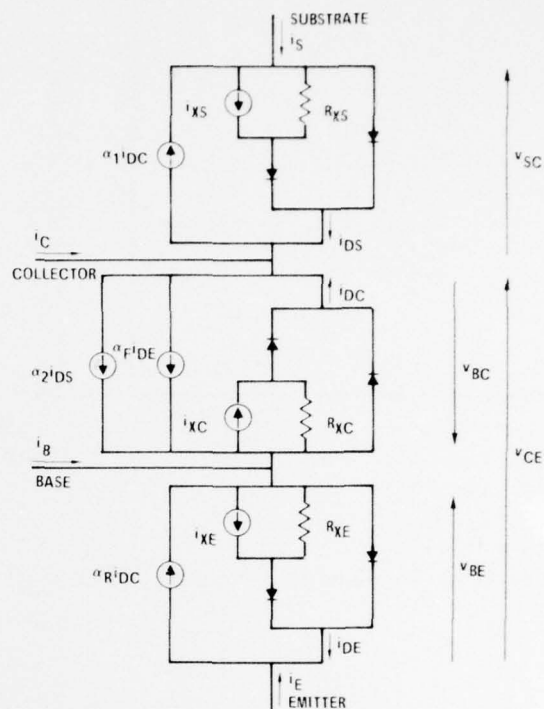 SUBSTRATE
iS
iXS
RXS
α1iDC
vSC
iC
iDS
COLLECTOR
iDC
α2iDS
αFiDE
vBC
iXC
RXC
vCE
iB
BASE
iXE
RXE
vBE
αRiDC
iDE
iE
EMITTER